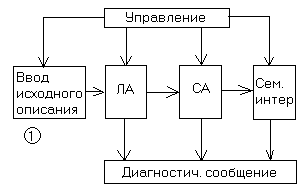 Управление
Ввод
исходного
описания
ЛА
СА
Сем.
интер
1
Диагностич. сообщение